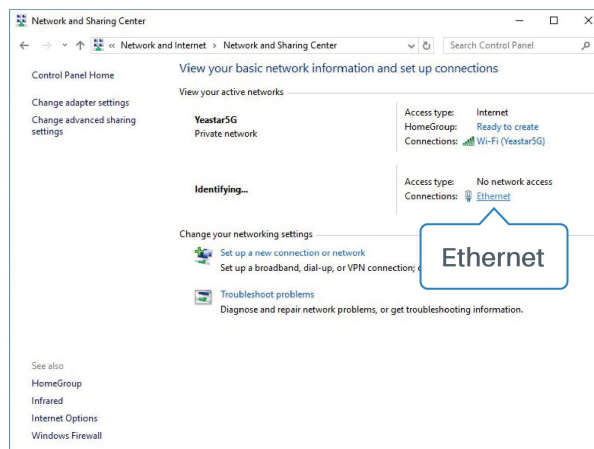 Network and Sharing Center
« Network and Internet › Network and Sharing Center
Search Control Panel
Control Panel Home
Change adapter settings
Change advanced sharing
settings
View your basic network information and set up connections
View your active networks
Yeastar5G
Private network
Access type: Internet
HomeGroup: Ready to create
Connections: Wi-Fi (Yeastar5G)
Identifying...
Access type: No network access
Connections: Ethernet
Ethernet
Change your networking settings
Set up a new connection or network
Set up a broadband, dial-up, or VPN connection;
Troubleshoot problems
Diagnose and repair network problems, or get troubleshooting information.
See also
HomeGroup
Infrared
Internet Options
Windows Firewall